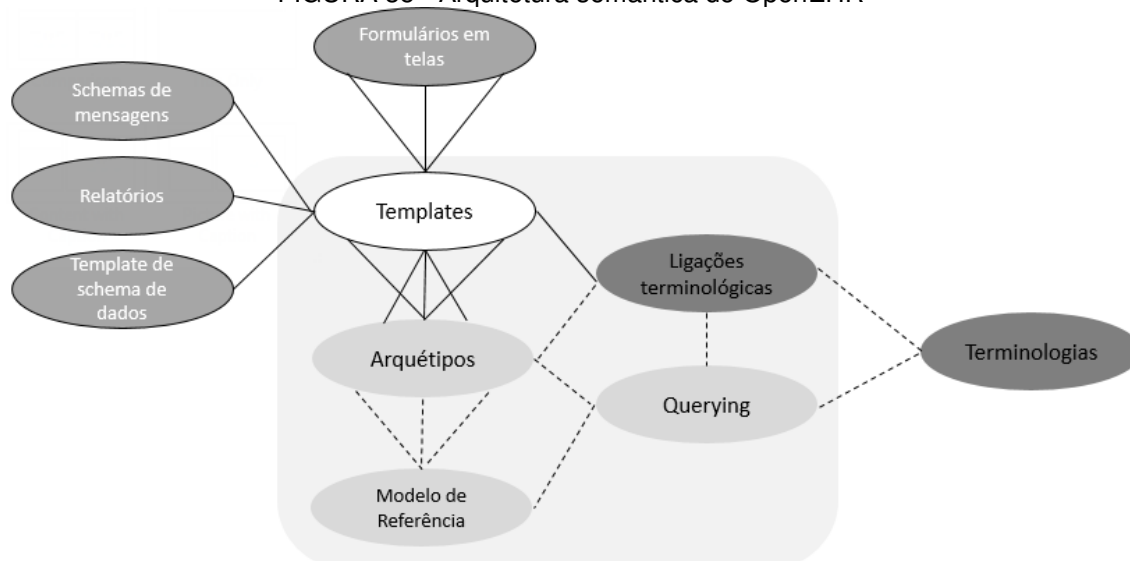 Formulários em
telas
Schemas de
mensagens
Relatórios
Templates
Template de
schema de
dados
Ligações
terminológicas
Arquétipos
Terminologias
Querying
Modelo de
Referência